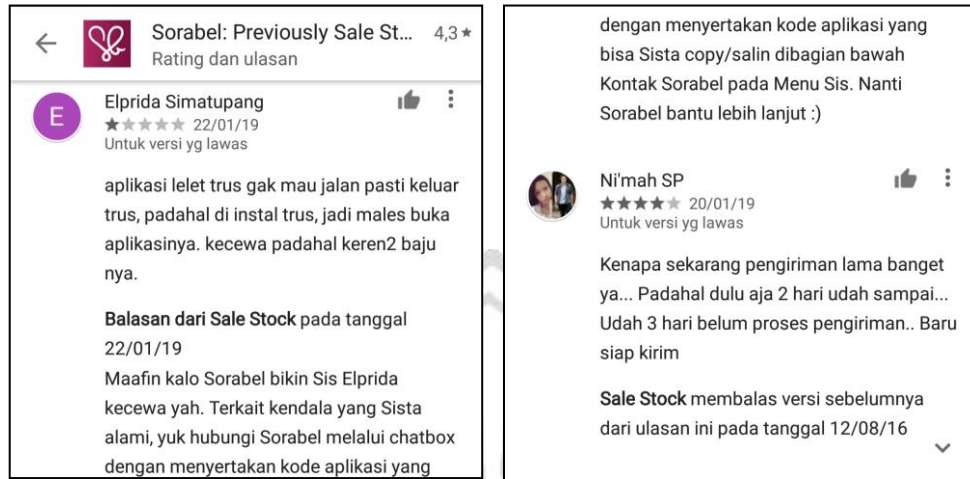 Sorabel: Previously Sale St... 4,3★
Rating dan ulasan
E
Elprida Simatupang
22/01/19
Untuk versi yg lawas
aplikasi lelet trus gak mau jalan pasti keluar
trus, padahal di instal trus, jadi males buka
aplikasinya. kecewa padahal keren2 baju
nya.
Balasan dari Sale Stock pada tanggal
22/01/19
Maafin kalo Sorabel bikin Sis Elprida
kecewa yah. Terkait kendala yang Sista
alami, yuk hubungi Sorabel melalui chatbox
dengan menyertakan kode aplikasi yang
dengan menyertakan kode aplikasi yang
bisa Sista copy/salin dibagian bawah
Kontak Sorabel pada Menu Sis. Nanti
Sorabel bantu lebih lanjut :)
Ni'mah SP
20/01/19
Untuk versi yg lawas
Kenapa sekarang pengiriman lama banget
ya... Padahal dulu aja 2 hari udah sampai...
Udah 3 hari belum proses pengiriman.. Baru
siap kirim
Sale Stock membalas versi sebelumnya
dari ulasan ini pada tanggal 12/08/16